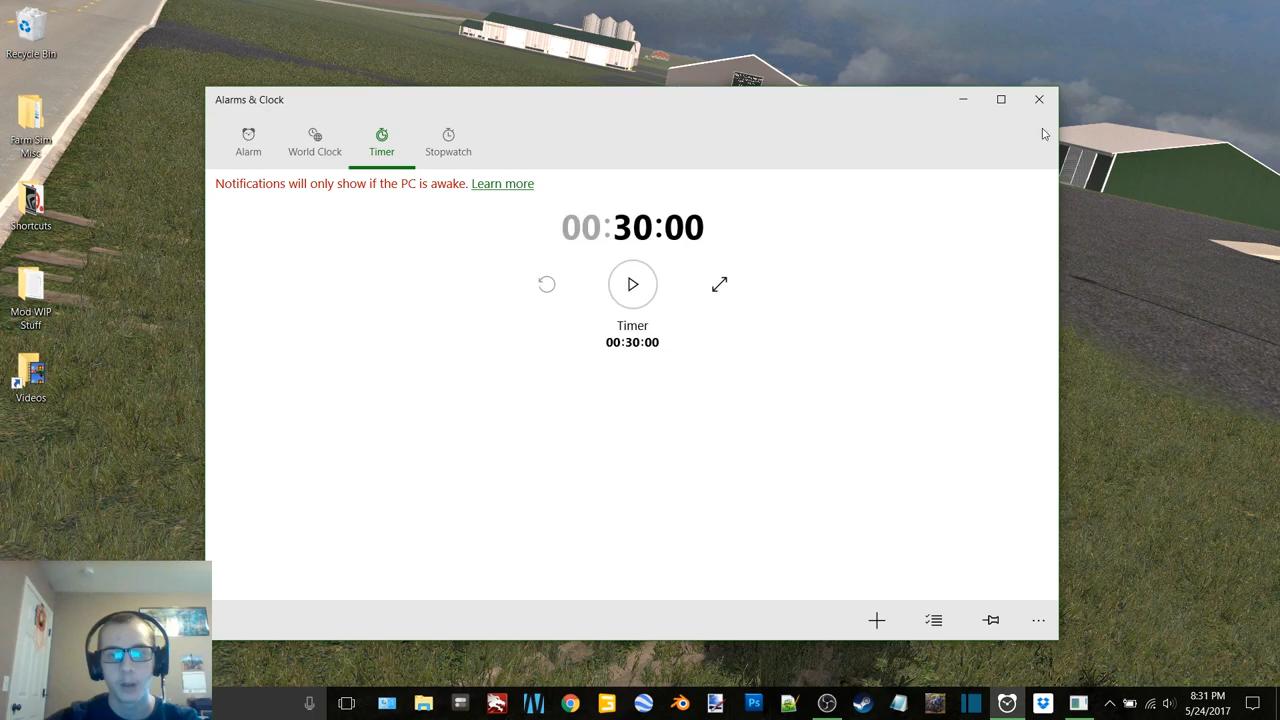 Recycle Bin
Farm Sim
Misc
Shortcuts
Mod WIP
Stuff
Videos
Alarms & Clock
Alarm
World Clock
Timer
Stopwatch
Notifications will only show if the PC is awake. Learn more
00:30:00
Timer
00:30:00
8:31 PM
5/24/2017